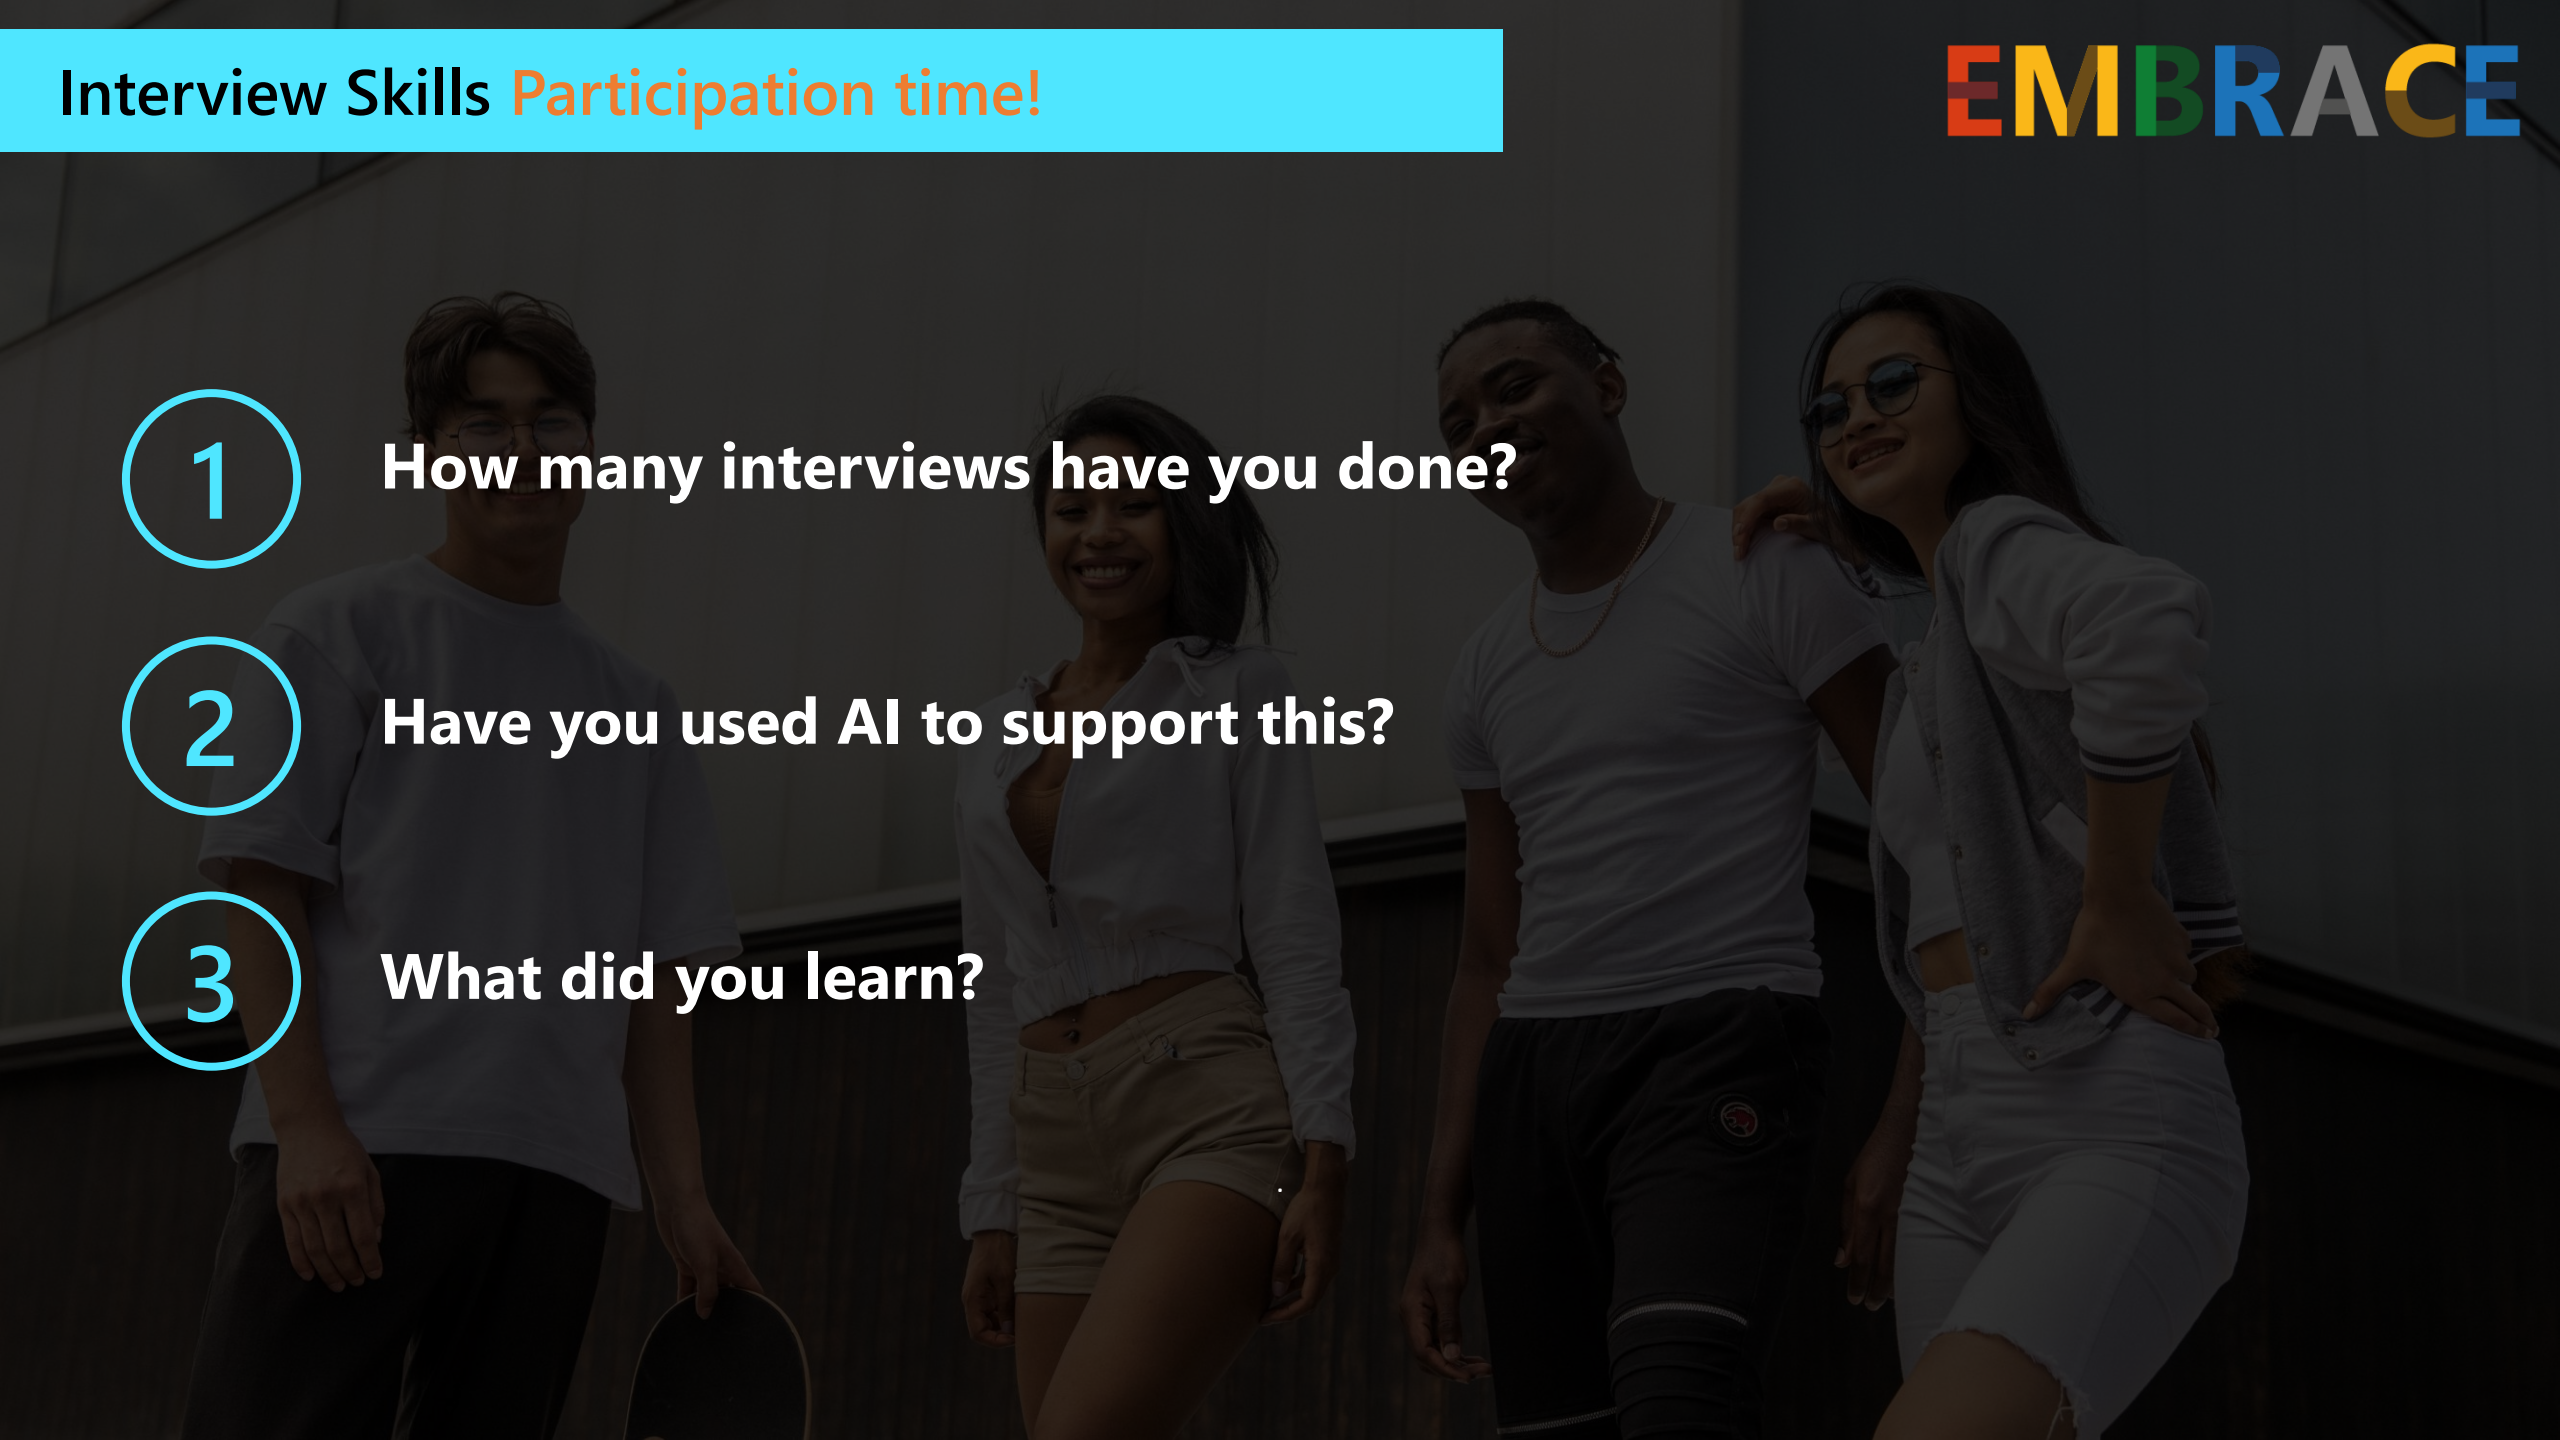 Interview Skills Participation time!
EMBRACE
1
How many interviews have you done?
2
Have you used AI to support this?
3
What did you learn?
.